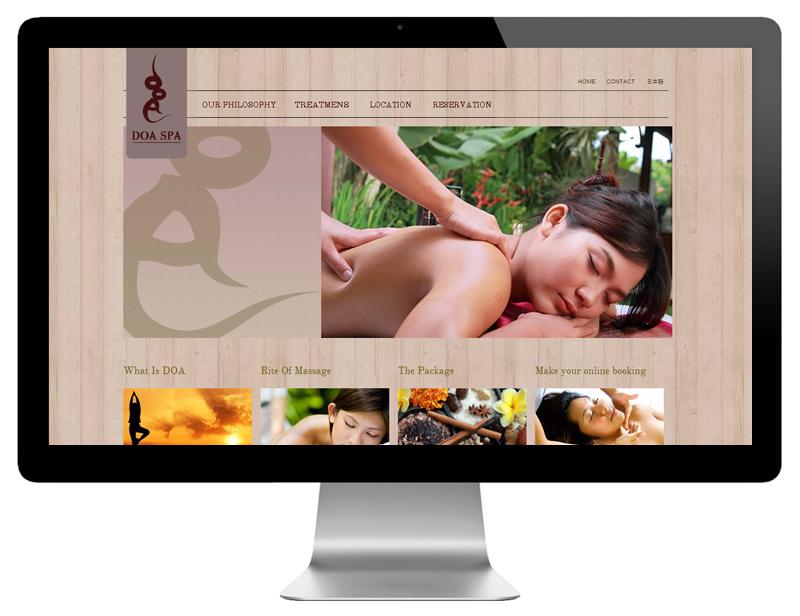 HOME CONTACT 日本語
OUR PHILOSOPHY TREATMENS LOCATION RESERVATION
DOA SPA
What Is DOA Rite Of Massage The Package Make your online booking